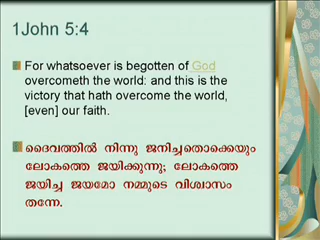 1John 5:4
For whatsoever is begotten of God
overcometh the world: and this is the
victory that hath overcome the world,
[even] our faith.
ദൈവത്തിൽ നിന്നു ജനിച്ചതൊക്കെയും
ലോകത്തെ ജയിക്കുന്നു; ലോകത്തെ
ജയിച്ച ജയമോ നമ്മുടെ വിശ്വാസം
തന്നേ.